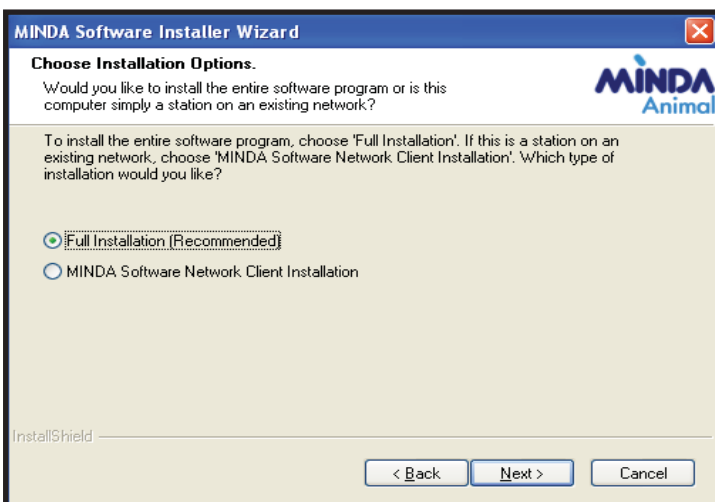 MINDA Software Installer Wizard
Choose Installation Options.
Would you like to install the entire software program or is this
computer simply a station on an existing network?
MINDA
Animal
To install the entire software program, choose 'Full Installation'. If this is a station on an
existing network, choose 'MINDA Software Network Client Installation'. Which type of
installation would you like?
Full Installation (Recommended)
MINDA Software Network Client Installation
InstallShield
< Back
Next >
Cancel